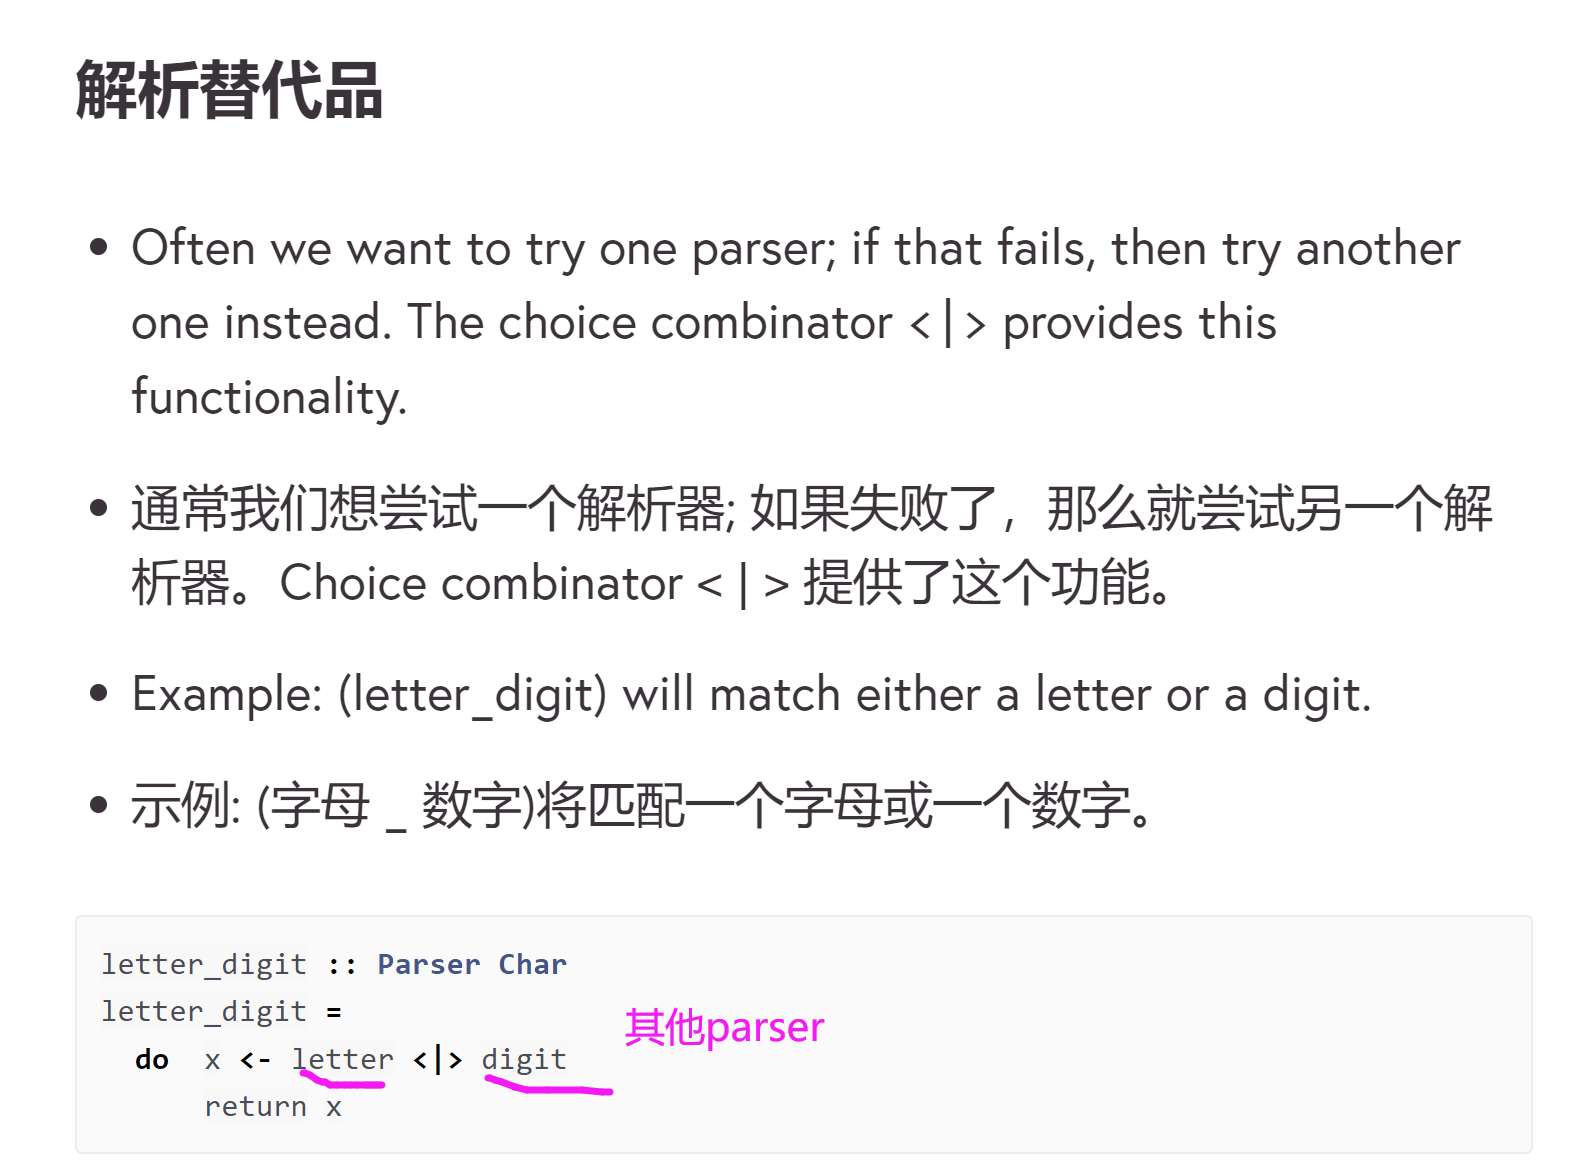 解析替代品
• Often we want to try one parser; if that fails, then try another
one instead. The choice combinator <|> provides this
functionality.
• 通常我们想尝试一个解析器; 如果失败了，那么就尝试另一个解
析器。Choice combinator < | > 提供了这个功能。
• Example: (letter_digit) will match either a letter or a digit.
• 示例: (字母 _ 数字)将匹配一个字母或一个数字。
letter_digit :: Parser Char
letter_digit =
其他parser
do  x <- letter <|> digit
return x